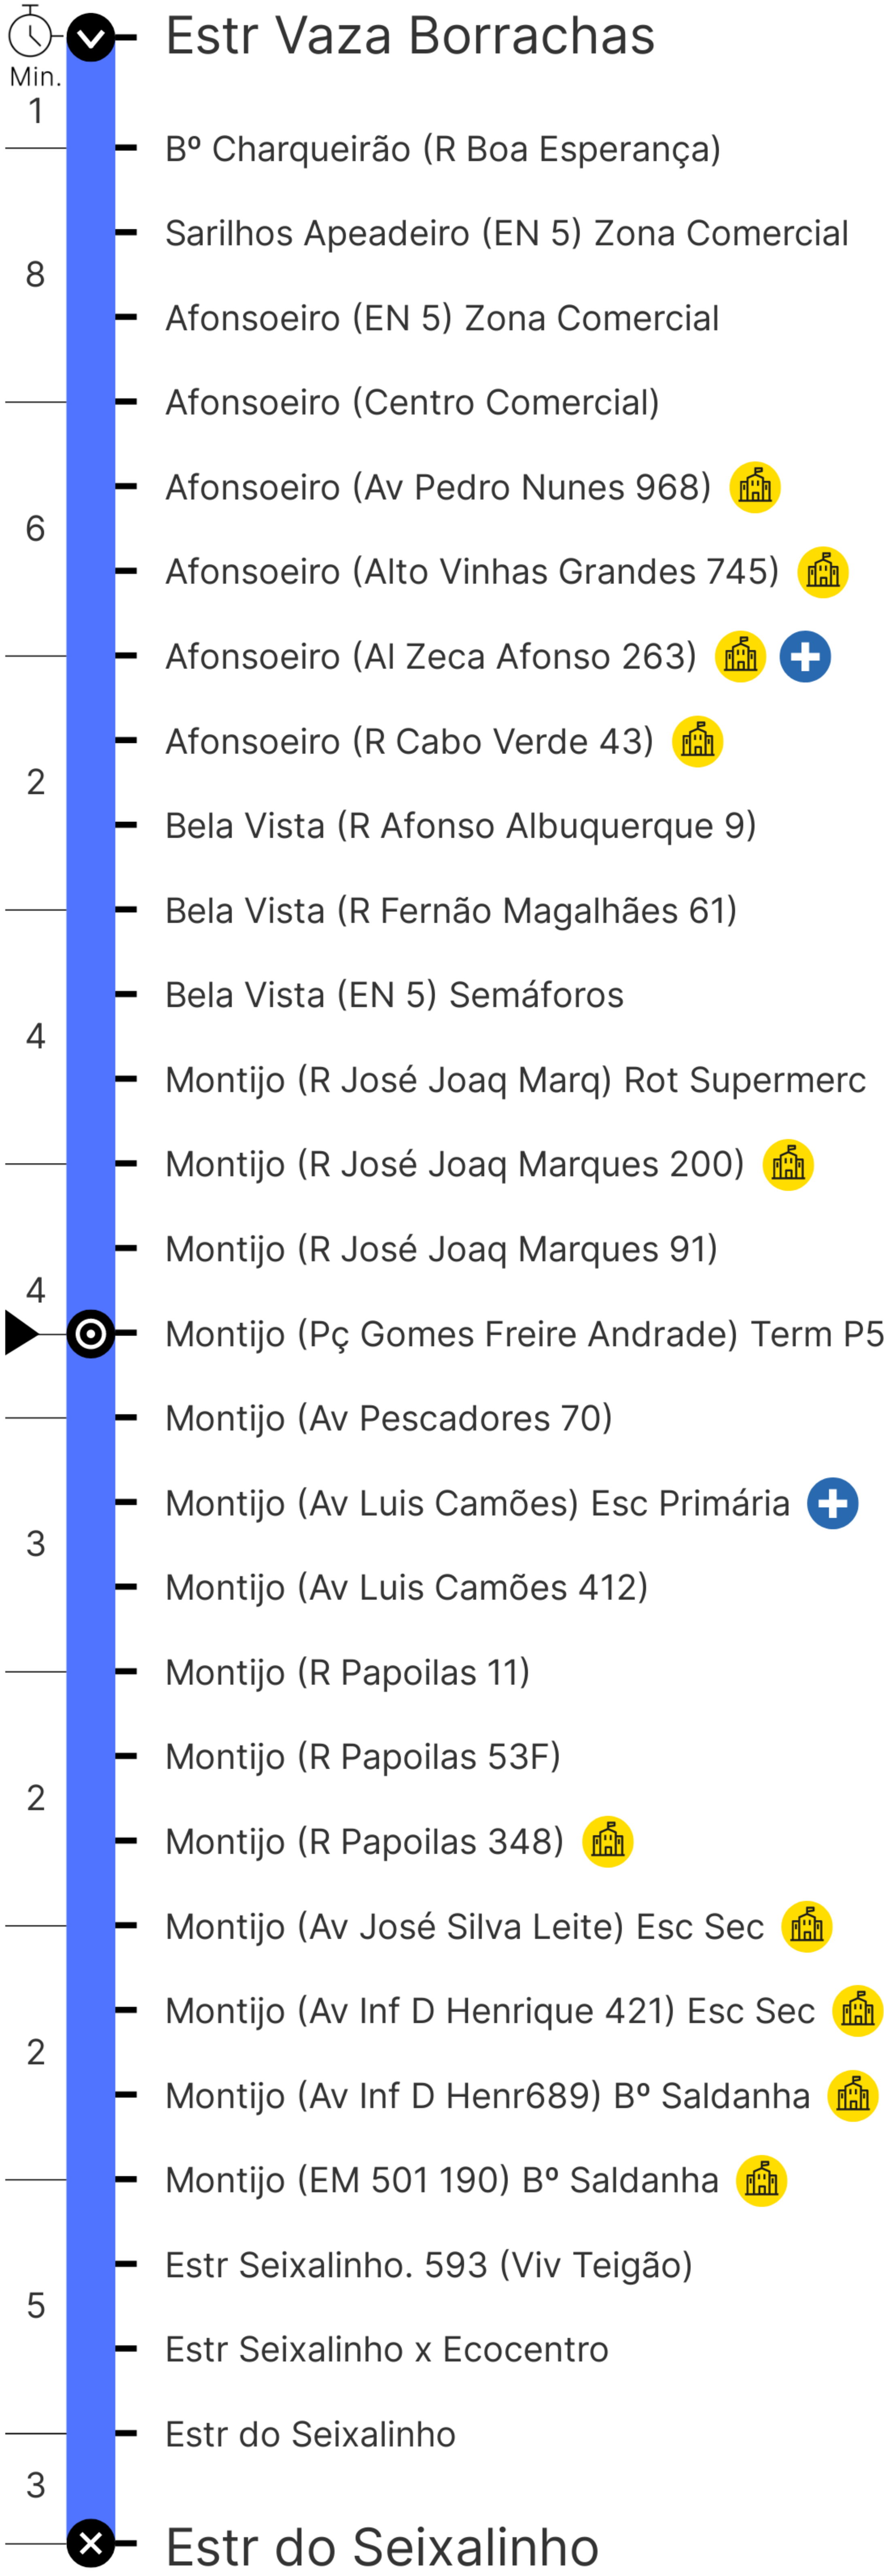 Estr Vaza Borrachas
Min.
1
Bº Charqueirão (R Boa Esperança)
Sarilhos Apeadeiro (EN 5) Zona Comercial
8
Afonsoeiro (EN 5) Zona Comercial
Afonsoeiro (Centro Comercial)
Afonsoeiro (Av Pedro Nunes 968)
6
Afonsoeiro (Alto Vinhas Grandes 745)
Afonsoeiro (Al Zeca Afonso 263)
Afonsoeiro (R Cabo Verde 43)
2
Bela Vista (R Afonso Albuquerque 9)
Bela Vista (R Fernão Magalhães 61)
Bela Vista (EN 5) Semáforos
4
Montijo (R José Joaq Marq) Rot Supermerc
Montijo (R José Joaq Marques 200)
Montijo (R José Joaq Marques 91)
4
Montijo (Pç Gomes Freire Andrade) Term P5
Montijo (Av Pescadores 70)
Montijo (Av Luis Camões) Esc Primária
3
Montijo (Av Luis Camões 412)
Montijo (R Papoilas 11)
Montijo (R Papoilas 53F)
2
Montijo (R Papoilas 348)
Montijo (Av José Silva Leite) Esc Sec
Montijo (Av Inf D Henrique 421) Esc Sec
2
Montijo (Av Inf D Henr689) Bº Saldanha
Montijo (EM 501 190) Bº Saldanha
Estr Seixalinho. 593 (Viv Teigão)
5
Estr Seixalinho x Ecocentro
Estr do Seixalinho
3
Estr do Seixalinho